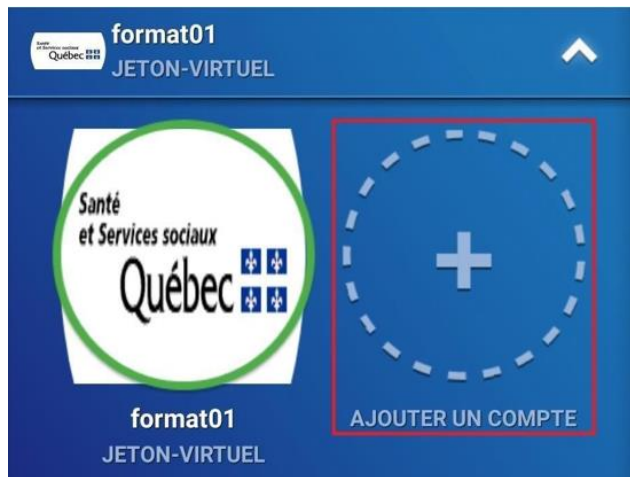 Santé
et Services sociaux
Québec
format01
JETON-VIRTUEL
Santé
et Services sociaux
Québec
format01
JETON-VIRTUEL
AJOUTER UN COMPTE